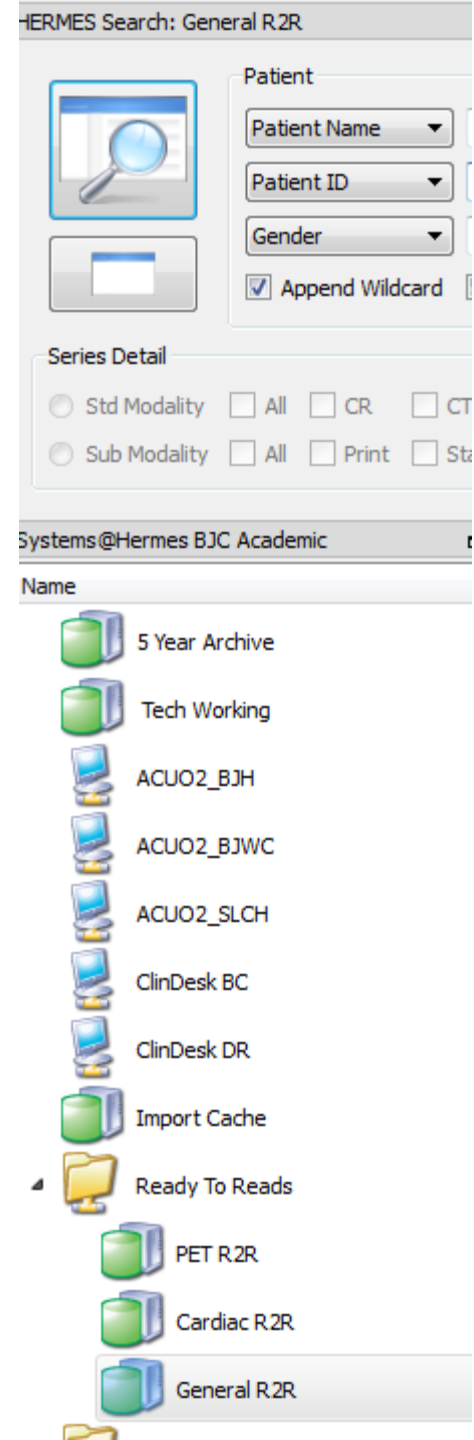 HERMES Search: General R2R
Patient
Patient Name
Patient ID
Gender
Append Wildcard
Series Detail
Std Modality All CR CT
Sub Modality All Print
Systems@Hermes BJC Academic
Name
5 Year Archive
Tech Working
ACUO2_BJH
ACUO2_BJWC
ACUO2_SLCH
ClinDesk BC
ClinDesk DR
Import Cache
Ready To Reads
PET R2R
Cardiac R2R
General R2R